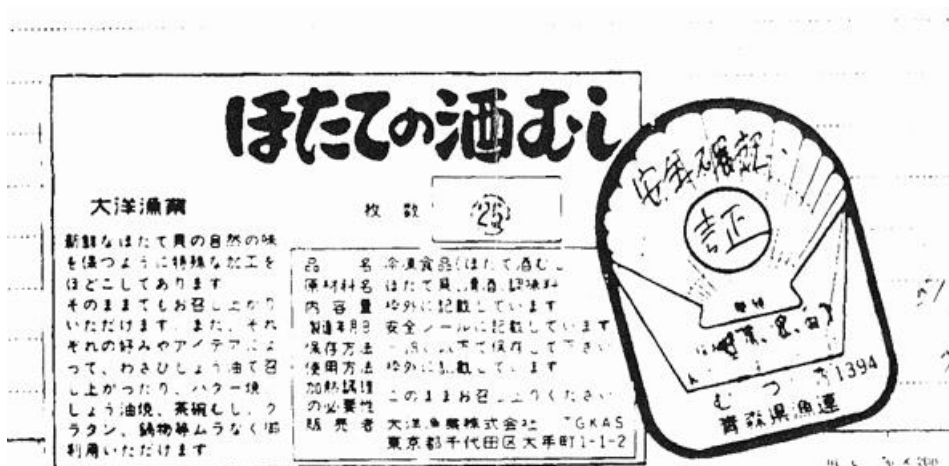 ほたての酒むし
大洋漁業
枚数
25
新鮮なほたて貝の自然の味
を保つように特殊な加工を
ほどこしてあります
そのままでもお召し上がり
いただけます。また、それ
ぞれの好みやアイデアによ
って、わさびしょう油で召
し上がったり、バター焼
しょう油焼、茶碗むし、グ
ラタン、鍋物等ムラなく御
利用いただけます
品名 冷凍食品(ほたて酒むし
原材料名 ほたて貝、清酒、調味料
内容量 枠外に記載しています
製造年月日 安全シールに記載しています
保存方法 以下で保存して下さい
使用方法 枠外に記載しています
加熱調理の必要性 このままお召し上りください
販売者 大洋漁業株式会社 TGKAS
東京都千代田区大手町1-1-2
証
むつ 1394
青森県漁連